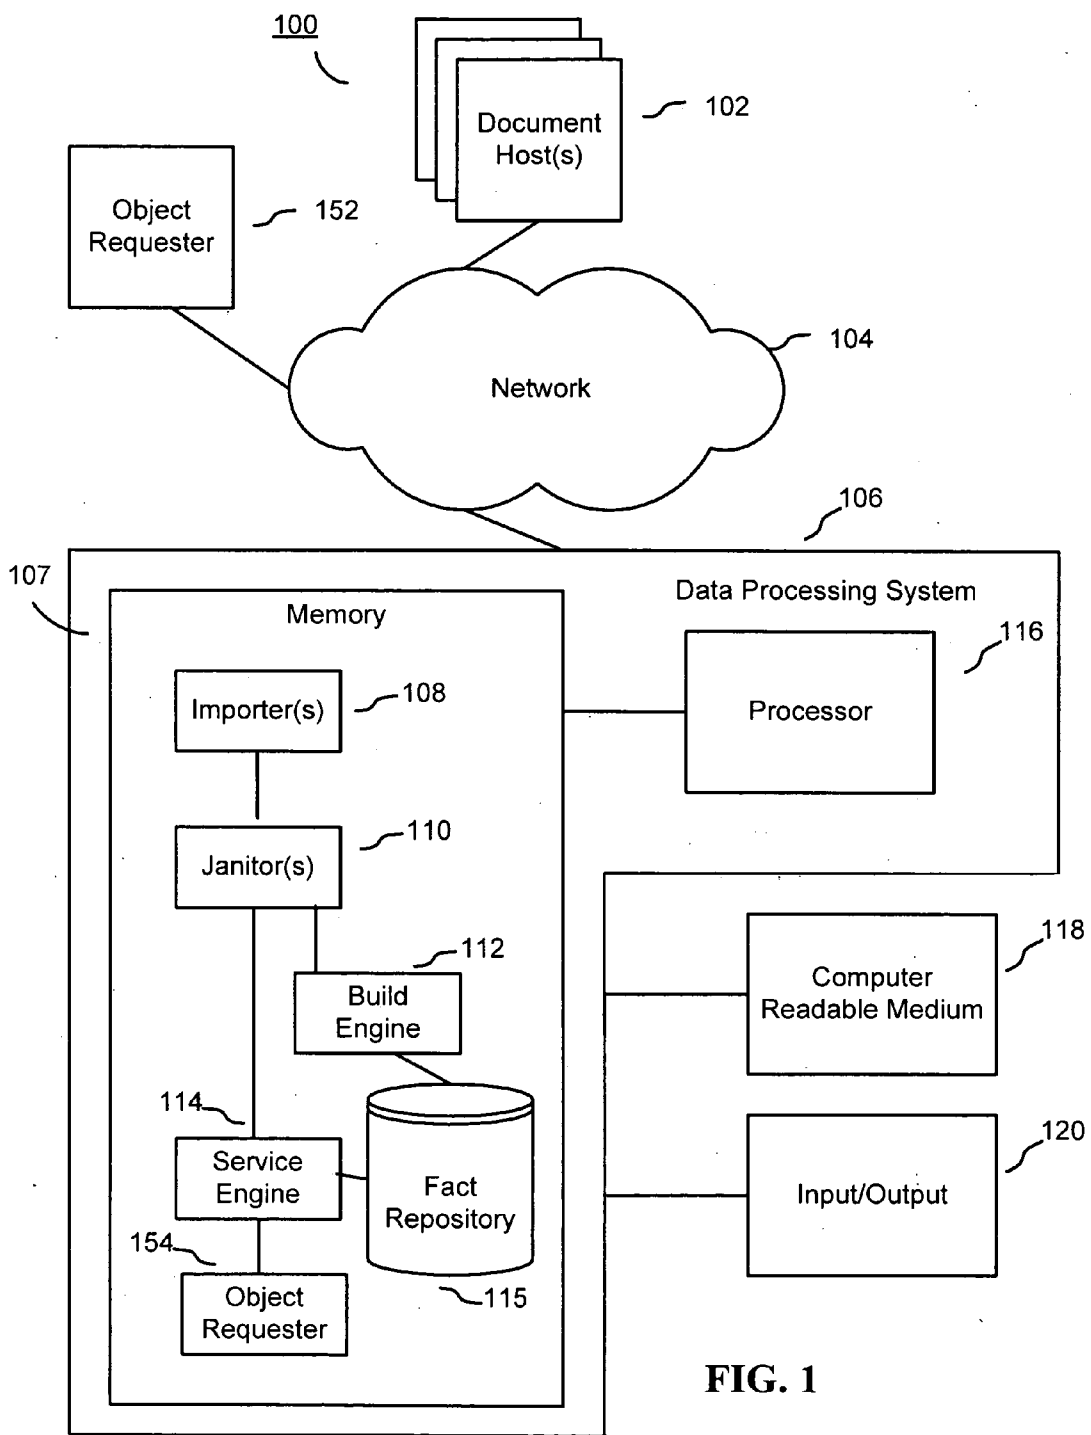 100
Document
Host(s)
102
Object
Requester
152
Network
104
106
107
Data Processing System
Memory
116
Processor
Importer(s)
108
Janitor(s)
110
112
Build
Engine
118
Computer
Readable Medium
114
Service
Engine
Fact
Repository
120
Input/Output
154
Object
Requester
115
FIG. 1